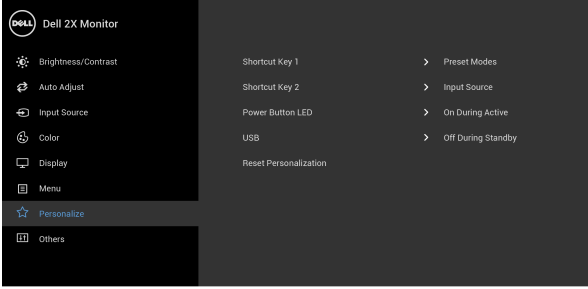 DELL Dell 2X Monitor
Brightness/Contrast
Auto Adjust
Input Source
Color
Display
Menu
Personalize
Others
Shortcut Key 1 > Preset Modes
Shortcut Key 2 > Input Source
Power Button LED > On During Active
USB > Off During Standby
Reset Personalization